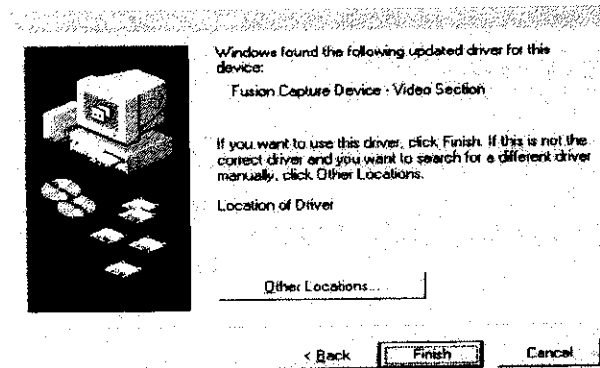 Windows found the following updated driver for this
device:
Fusion Capture Device - Video Section
If you want to use this driver, click Finish. If this is not the
correct driver and you want to search for a different driver
manually, click Other Locations.
Location of Driver
Other Locations...
< Back
Finish
Cancel